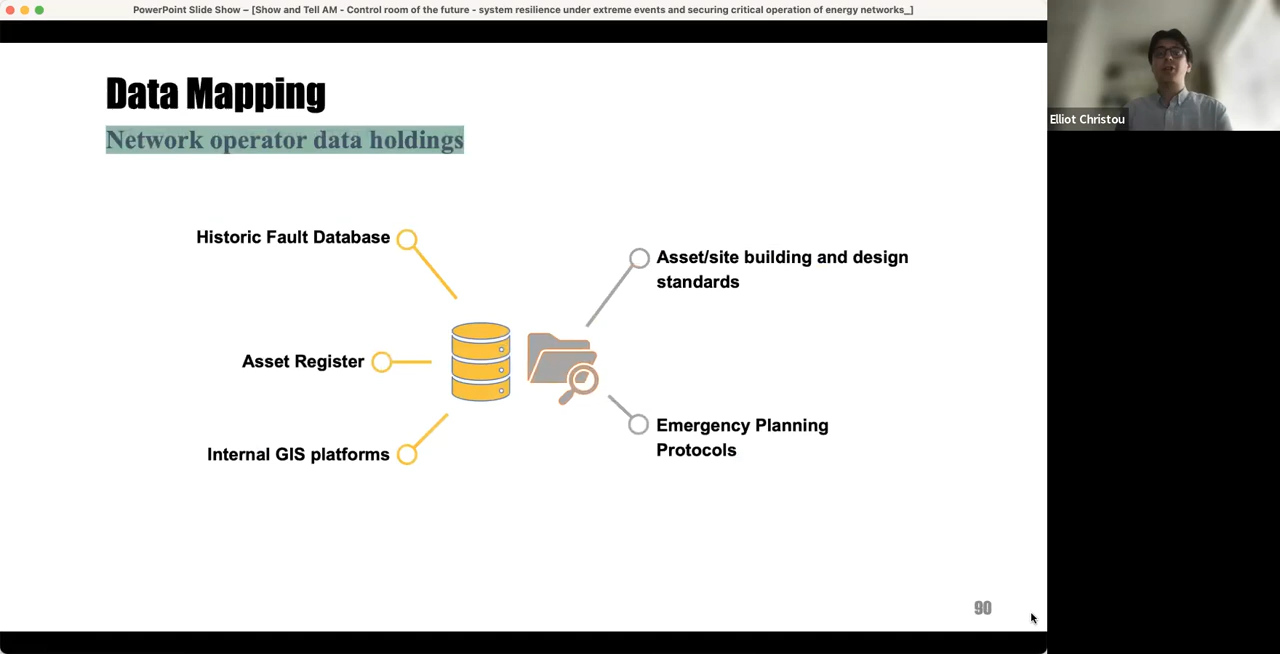 PowerPoint Slide Show – [Show and Tell AM - Control room of the future - system resilience under extreme events and securing critical operation of energy networks_]
Data Mapping
Network operator data holdings
Historic Fault Database
Asset Register
Internal GIS platforms
Asset/site building and design
standards
Emergency Planning
Protocols
90
Elliot Christou